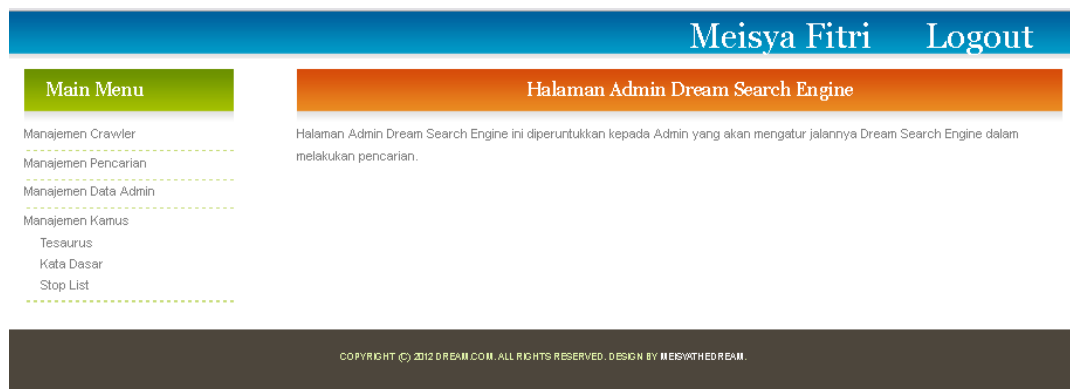 Meisya Fitri Logout
Main Menu
Manajemen Crawler
Manajemen Pencarian
Manajemen Data Admin
Manajemen Kamus
Tesaurus
Kata Dasar
Stop List
Halaman Admin Dream Search Engine
Halaman Admin Dream Search Engine ini diperuntukkan kepada Admin yang akan mengatur jalannya Dream Search Engine dalam
melakukan pencarian.
COPYRIGHT (C) 2012 DREAM.COM. ALL RIGHTS RESERVED. DESIGN BY MEISYATHEDREAM.